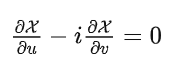 ∂𝒳/∂u − i ∂𝒳/∂v = 0